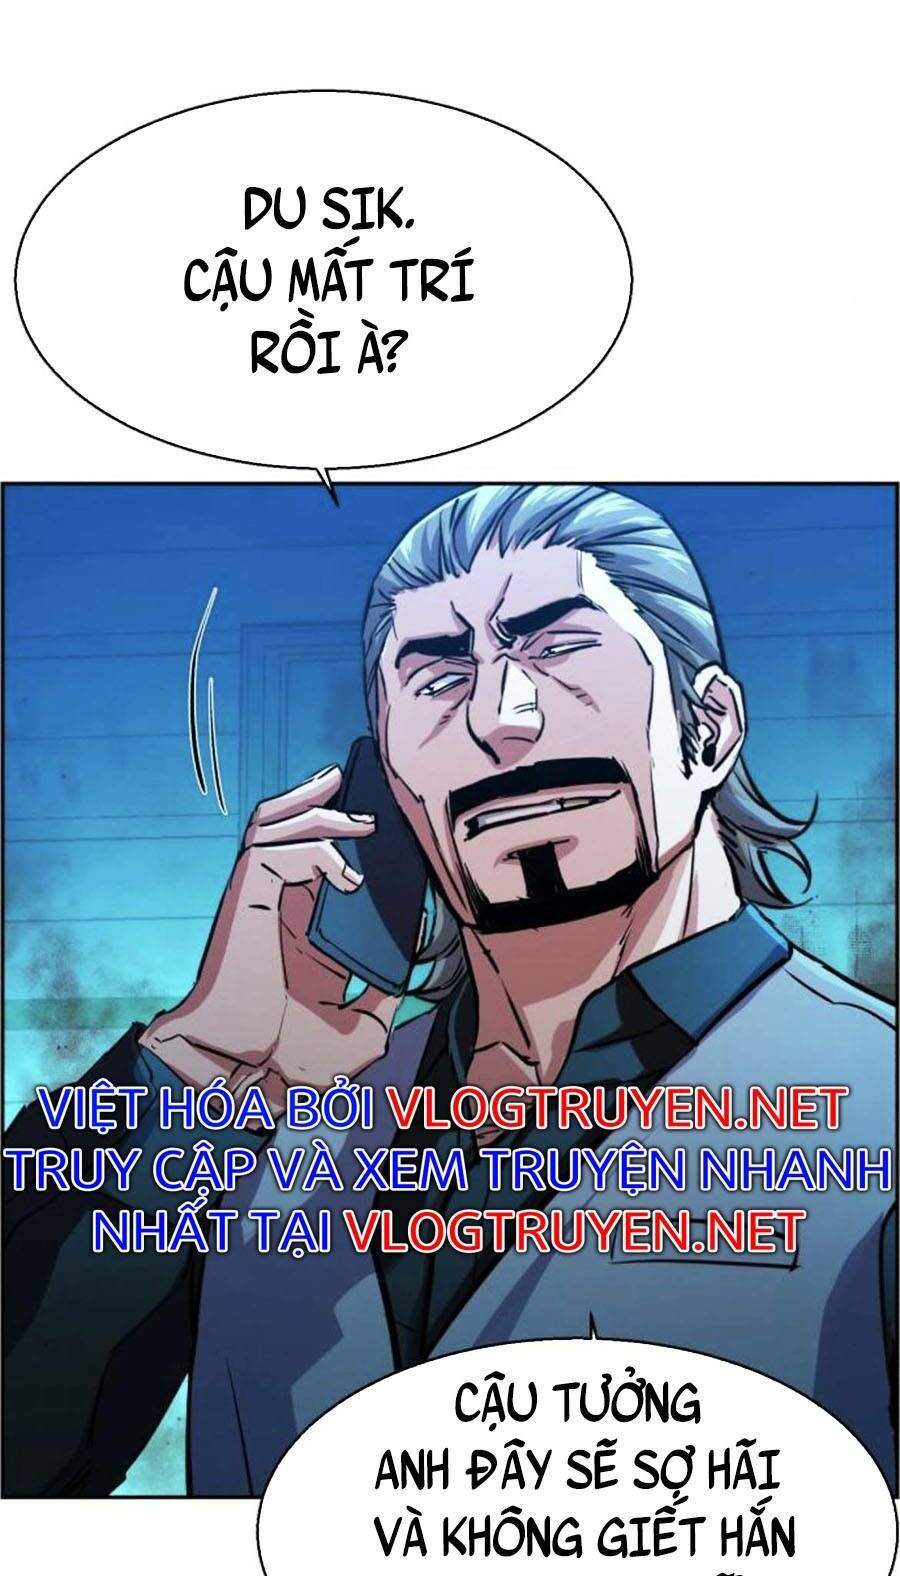 DU SIK.
CẬU MẤT TRÍ
RỒI À?
VIỆT HÓA BỞI VLOGTRUYEN.NET
TRUY CẬP VÀ XEM TRUYỆN NHANH
NHẤT TẠI VLOGTRUYEN.NET
CẬU TƯỞNG
ANH ĐÂY SẼ SỢ HÃI
VÀ KHÔNG GIẾT HẮN